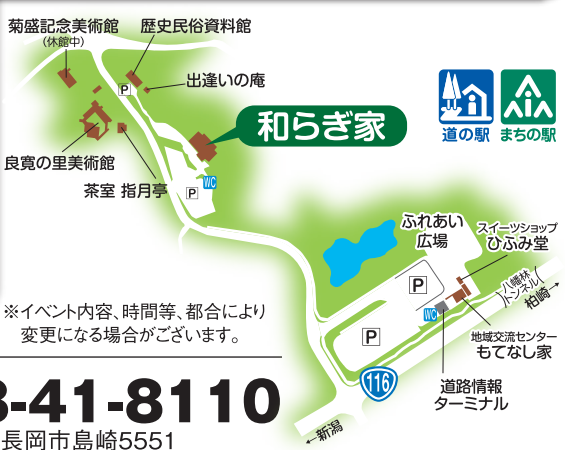 菊盛記念美術館
(休館中)
歴史民俗資料館
P
出逢いの庵
和らぎ家
道の駅
まちの駅
良寛の里美術館
茶室 指月亭
WC
P
ふれあい
広場
スイーツショップ
ひふみ堂
八幡林
トンネル
柏崎
P
WC
P
地域交流センター
もてなし家
道路情報
ターミナル
116
新潟
※イベント内容、時間等、都合により
変更になる場合がございます。
-41-8110
長岡市島崎5551